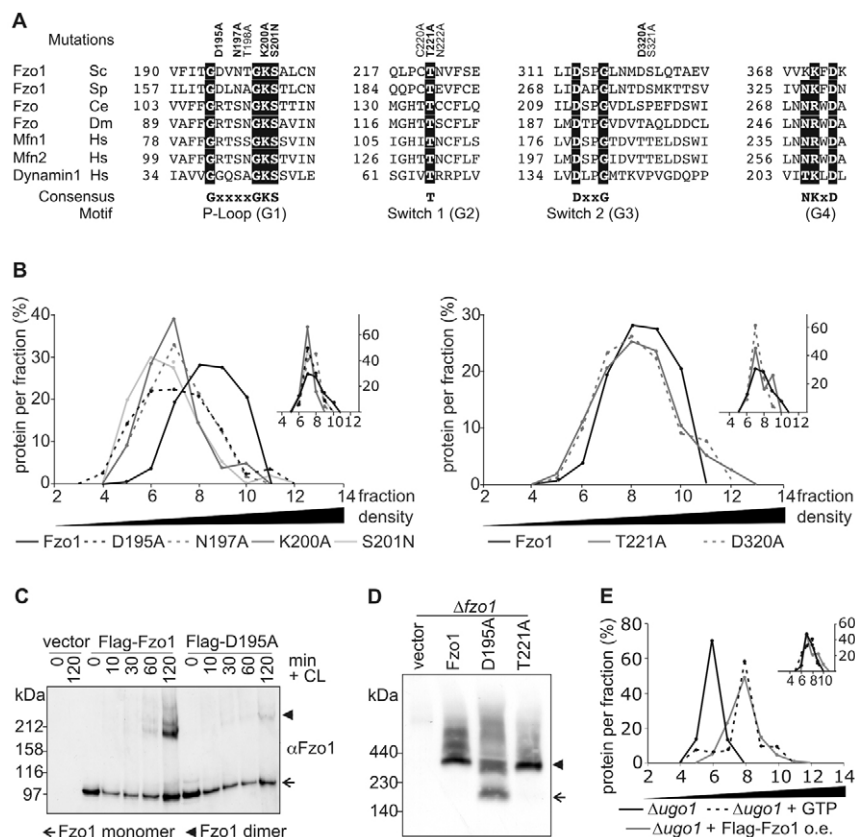 A
Mutations
D195A N197A T198A K200A S201N C220A T221A N222A D320A S321A
Fzo1 Sc 190 VFITGDVNTGKSALCN 217 QLPCTNVFSE 311 LIDSPGLNMDSLQTAEV 368 VVKKFDK
Fzo1 Sp 157 LILITGDLNTGKSALCN 184 QQPCTEVFCE 268 IDAPGLNTDSMKTTSV 325 IVNKFDN
Fzo Ce 103 VVFFGRTSNGKSTTIN 130 MGHTTCCFLQ 209 ILDSPGVDLSPEFDSWI 268 LNNRWDA
Fzo Dm 89 VAFFGRTSNGKSAVIN 116 MGHTTSCFLF 187 LMDTPGVDVTAQLDDCL 246 LNNRWDA
Mfn1 Hs 78 VAFFGRTSSGKSSVIN 105 IGHITNCFLS 176 LVDSPGTDVTTELDSWI 235 LNNRWDA
Mfn2 Hs 99 VAFFGRTSNGKSTVIN 126 IGHTTNCFLR 197 LMDSPGIDVTTELDSWI 256 LNNRWDA
Dynamin1 Hs 34 IAVVGGQSAGKSSVLE 61 SGIVTRRPLV 131 LVDLPGMTKVPVGDQPP 203 VITKLDL
Consensus GxxxxGKS T DxxG NKxD
Motif P-Loop (G1) Switch 1 (G2) Switch 2 (G3) (G4)
B
protein per fraction (%)
40
30
20
10
0
2 4 6 8 10 12 14 fraction
density
60
40
20
4 6 8 10 12
Fzo1 D195A N197A K200A S201N
protein per fraction (%)
30
20
10
0
2 4 6 8 10 12 14 fraction
density
60
40
20
4 6 8 10 12
Fzo1 T221A D320A
C
vector Flag-Fzo1 Flag-D195A
0 120 0 10 30 60 120 0 10 30 60 120 min + CL
kDa
212
158
116
97
αFzo1
Fzo1 monomer Fzo1 dimer
D
Δfzo1
vector Fzo1 D195A T221A
kDa
440
230
140
E
protein per fraction (%)
80
60
40
20
0
2 4 6 8 10 12 14
60
40
20
0
4 6 8 10
Δugo1 Δugo1 + GTP
Δugo1 + Flag-Fzo1 o.e.